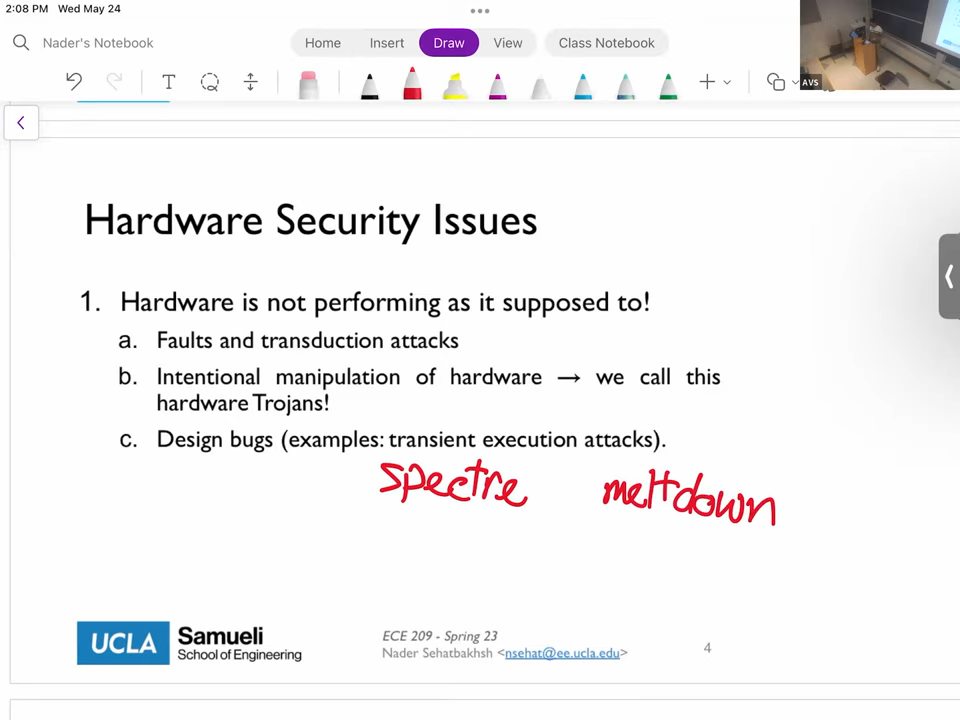 2:08 PM Wed May 24
Nader's Notebook
Home Insert Draw View Class Notebook
T
AVS
Hardware Security Issues
1. Hardware is not performing as it supposed to!
a. Faults and transduction attacks
b. Intentional manipulation of hardware → we call this
hardware Trojans!
c. Design bugs (examples: transient execution attacks).
spectre meltdown
UCLA Samueli
School of Engineering
ECE 209 - Spring 23
Nader Sehatbakhsh <nsehat@ee.ucla.edu>
4